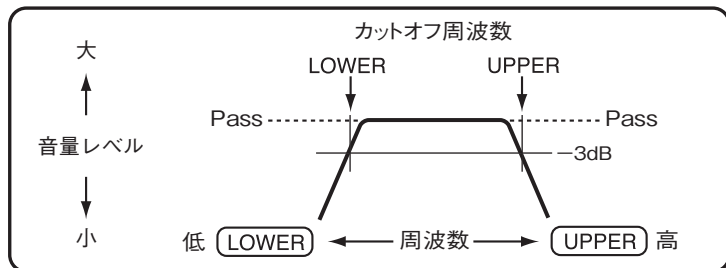 カットオフ周波数
大
LOWER UPPER
Pass Pass
音量レベル
−3dB
小
低 LOWER 周波数 UPPER 高